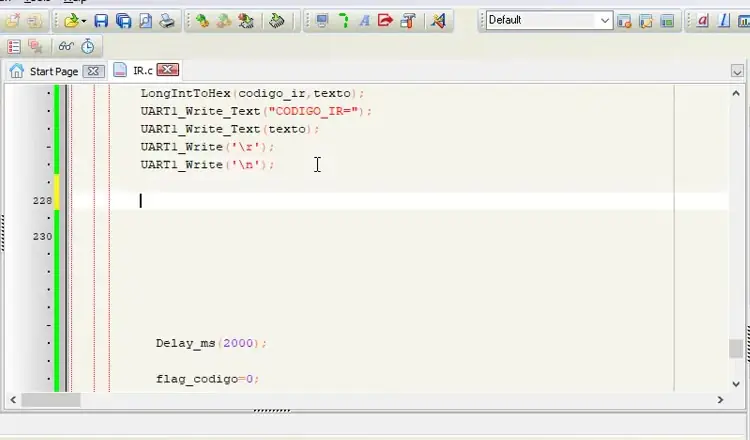 Default
Start Page
IR.c
LongIntToHex(codigo_ir,texto);
UART1_Write_Text("CODIGO_IR=");
UART1_Write_Text(texto);
UART1_Write('\r');
UART1_Write('\n');
228
230
Delay_ms(2000);
flag_codigo=0;